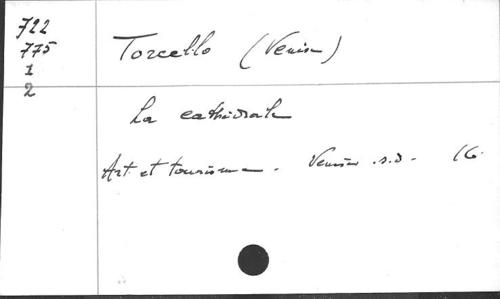 722
775
1
2
Torcello (Venise)
La cathédrale
Art et tourisme. Venise s.d. 16